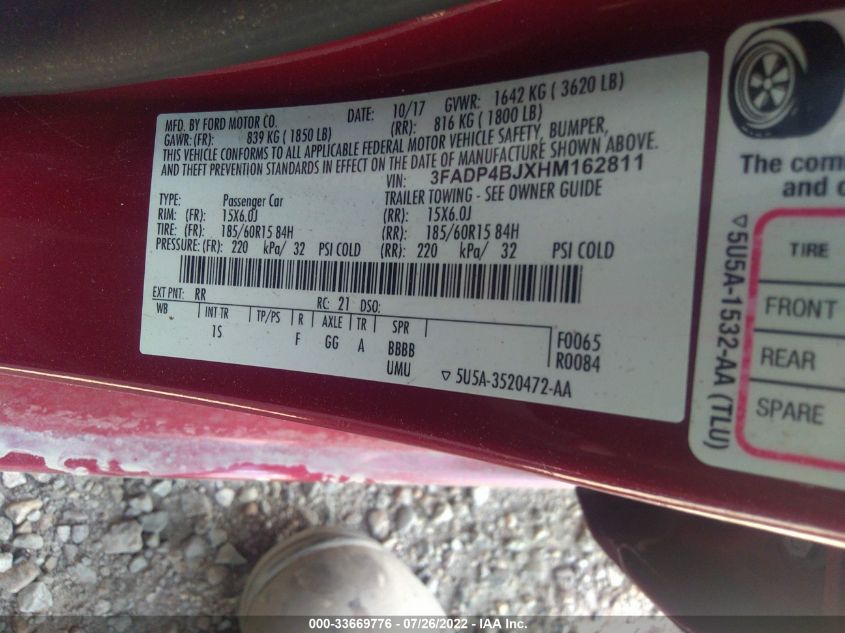 MFD. BY FORD MOTOR CO. DATE: 10/17 GVWR: 1642 KG ( 3620 LB)
GAWR: (FR): 839 KG ( 1850 LB) (RR): 816 KG ( 1800 LB)
THIS VEHICLE CONFORMS TO ALL APPLICABLE FEDERAL MOTOR VEHICLE SAFETY, BUMPER,
AND THEFT PREVENTION STANDARDS IN EFFECT ON THE DATE OF MANUFACTURE SHOWN ABOVE.
VIN: 3FADP4BJXHM162811
TYPE: Passenger Car TRAILER TOWING - SEE OWNER GUIDE
RIM: (FR): 15X6.0J (RR): 15X6.0J
TIRE: (FR): 185/60R15 84H (RR): 185/60R15 84H
PRESSURE: (FR): 220 kPa/ 32 PSI COLD (RR): 220 kPa/ 32 PSI COLD
EXT PNT: RR RC: 21 DSO:
WB INT TR TP/PS R AXLE TR SPR
1S F GG A BBBB
UMU
F0065
R0084
▽ 5U5A-3520472-AA
The com
and c
▽ 5U5A-1532-AA (TLU)
TIRE
FRONT
REAR
SPARE
000-33669776 - 07/26/2022 - IAA Inc.